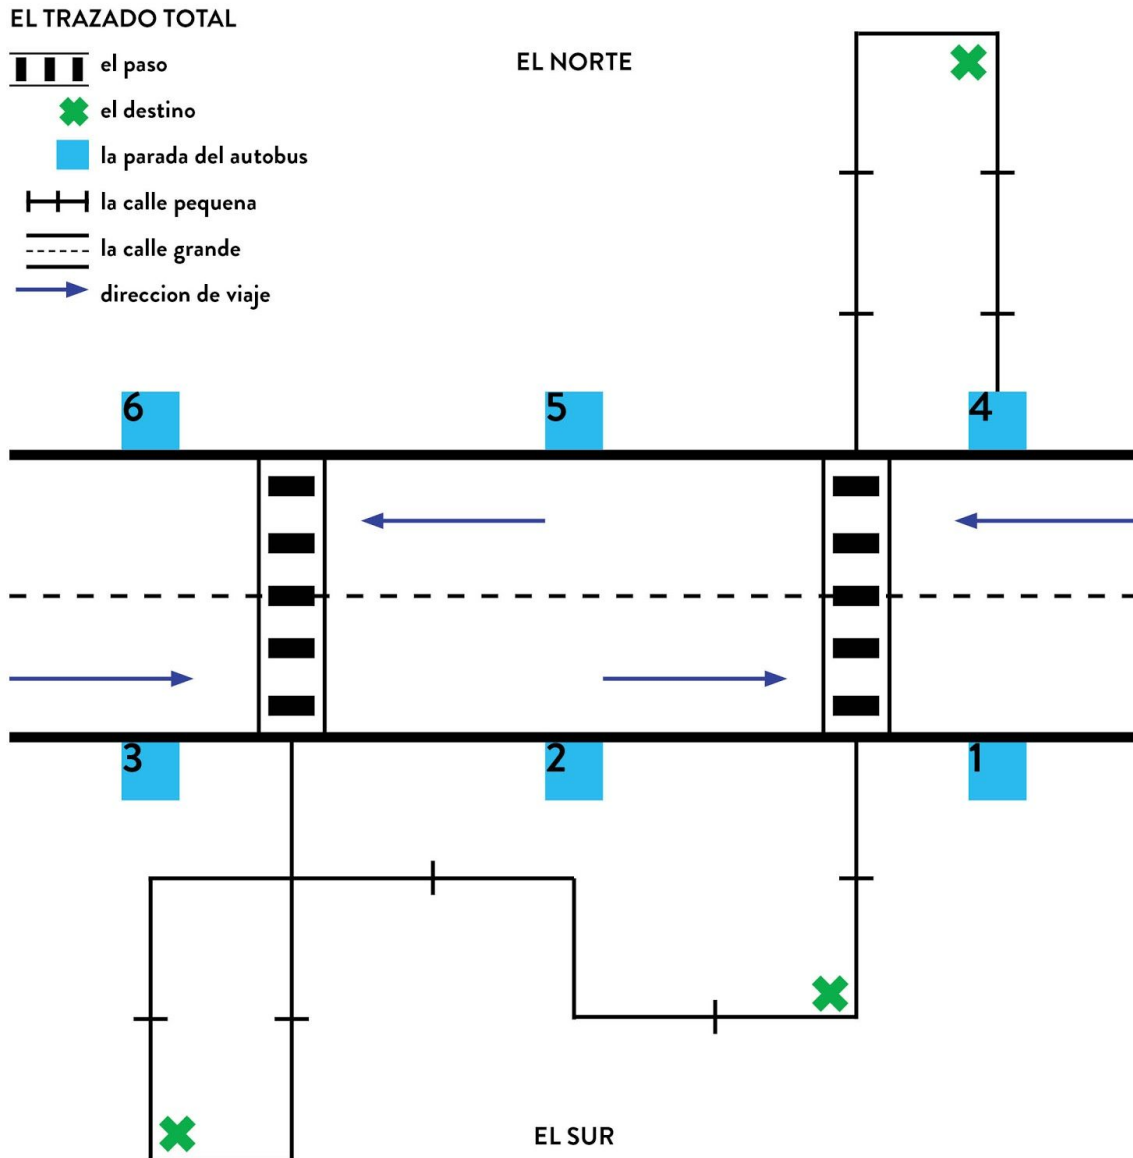 EL TRAZADO TOTAL
el paso
EL NORTE
el destino
la parada del autobus
la calle pequena
la calle grande
direccion de viaje
6
5
4
3
2
1
EL SUR